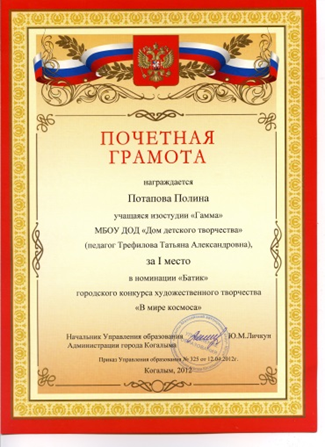 ПОЧЕТНАЯ
ГРАМОТА
награждается
Потапова Полина
учащаяся изостудии «Гамма»
МБОУ ДОД «Дом детского творчества»
(педагог Трефилова Татьяна Александровна),
за I место
в номинации «Батик»
городского конкурса художественного творчества
«В мире космоса»
Начальник Управления образования Ю.М.Личкун
Администрации города Когалыма
Приказ Управления образования № 325 от 12.04.2012г.
Когалым, 2012